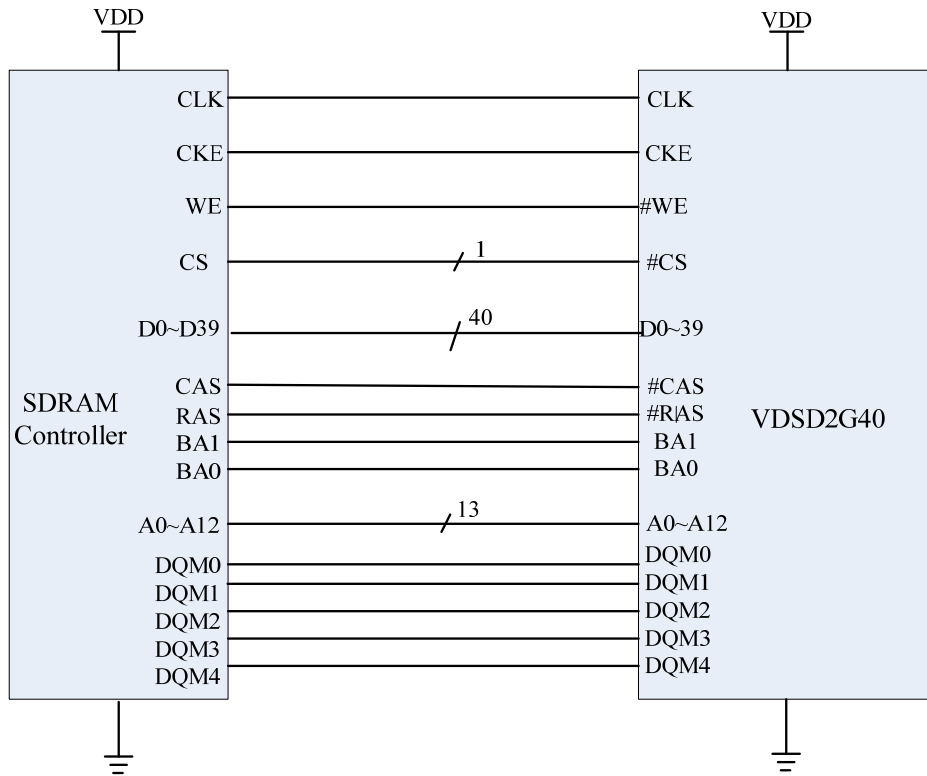 VDD VDD
CLK CLK
CKE CKE
WE #WE
CS 1 #CS
D0~D39 40 D0~39
CAS #CAS
SDRAM
Controller
RAS #RAS
VDSD2G40
BA1 BA1
BA0 BA0
A0~A12 13 A0~A12
DQM0 DQM0
DQM1 DQM1
DQM2 DQM2
DQM3 DQM3
DQM4 DQM4